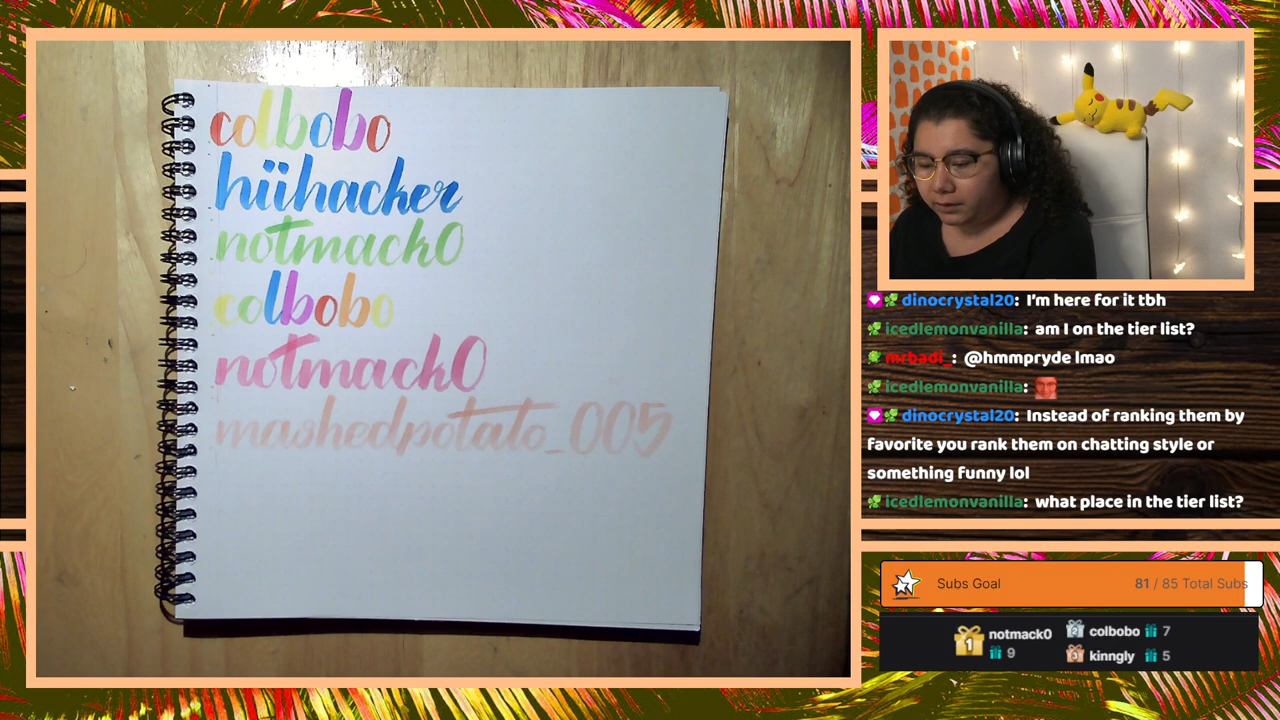 colbobo
hiihacker
notmack0
colbobo
notmack0
mashedpotato_005
dinocrystal20: I'm here for it tbh
icedlemonvanilla: am I on the tier list?
mrbadi_: @hmmpryde lmao
icedlemonvanilla:
dinocrystal20: Instead of ranking them by
favorite you rank them on chatting style or
something funny lol
icedlemonvanilla: what place in the tier list?
Subs Goal 81 / 85 Total Subs
1 notmack0 9
2 colbobo 7
3 kinngly 5